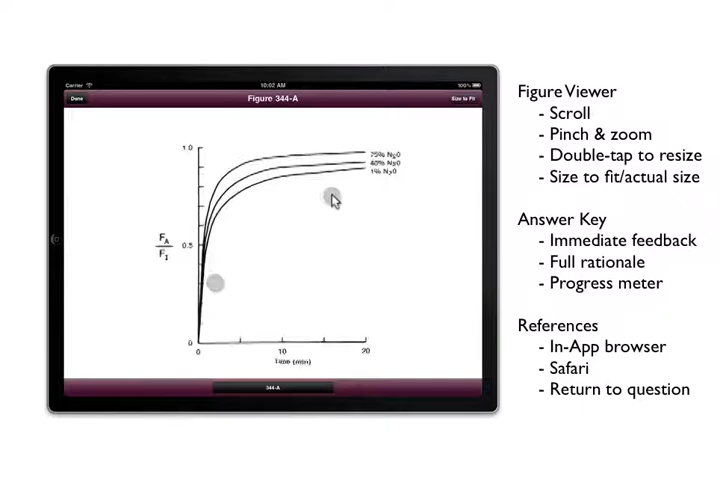 Carrier
10:02 AM
100%
Done
Figure 344-A
Size to Fit
1.0
75% N2O
40% N2O
1% N2O
FA
FI
0.5
0
0
10
20
Time (min)
344-A
Figure Viewer
- Scroll
- Pinch & zoom
- Double-tap to resize
- Size to fit/actual size
Answer Key
- Immediate feedback
- Full rationale
- Progress meter
References
- In-App browser
- Safari
- Return to question